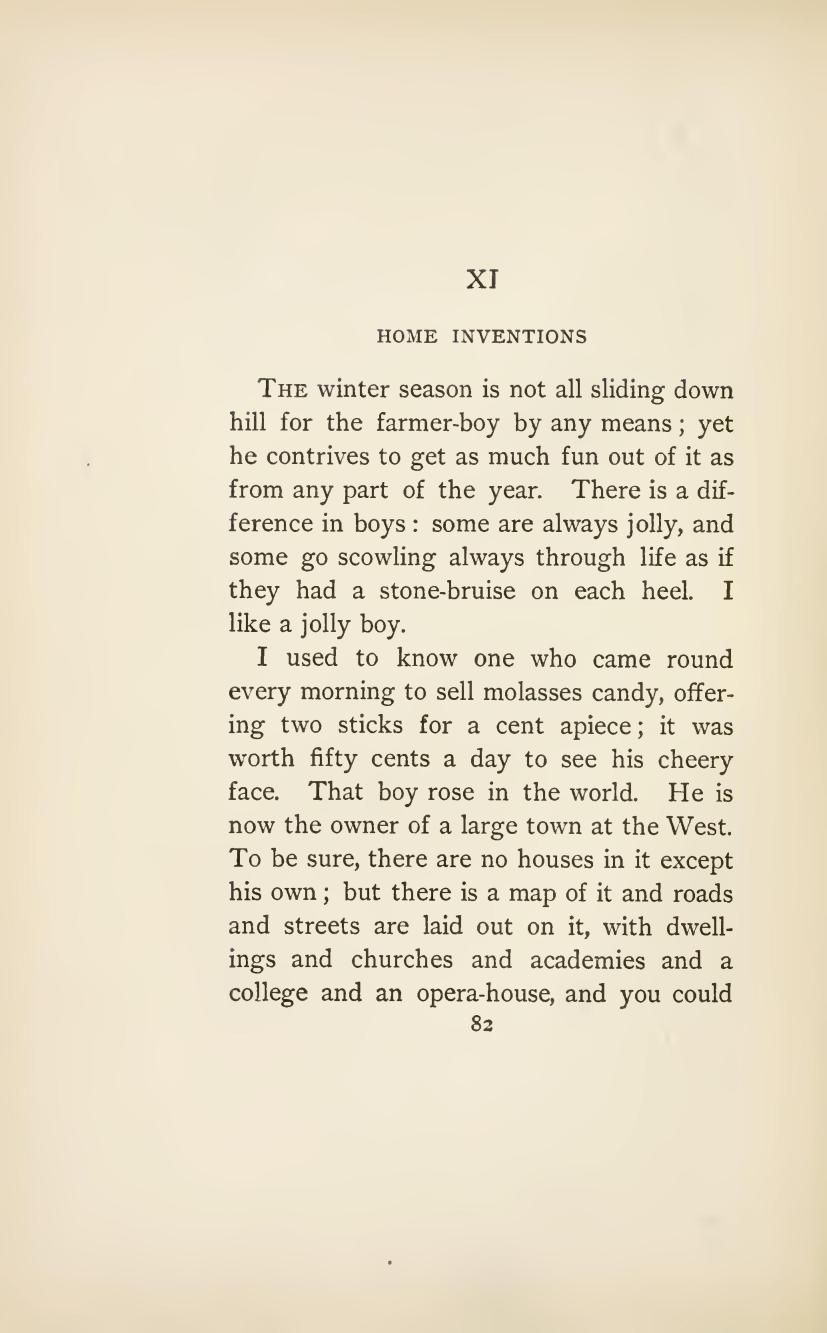 XI
HOME INVENTIONS
THE winter season is not all sliding down
hill for the farmer-boy by any means; yet
he contrives to get as much fun out of it as
from any part of the year. There is a dif-
ference in boys: some are always jolly, and
some go scowling always through life as if
they had a stone-bruise on each heel. I
like a jolly boy.
I used to know one who came round
every morning to sell molasses candy, offer-
ing two sticks for a cent apiece; it was
worth fifty cents a day to see his cheery
face. That boy rose in the world. He is
now the owner of a large town at the West.
To be sure, there are no houses in it except
his own; but there is a map of it and roads
and streets are laid out on it, with dwell-
ings and churches and academies and a
college and an opera-house, and you could
82